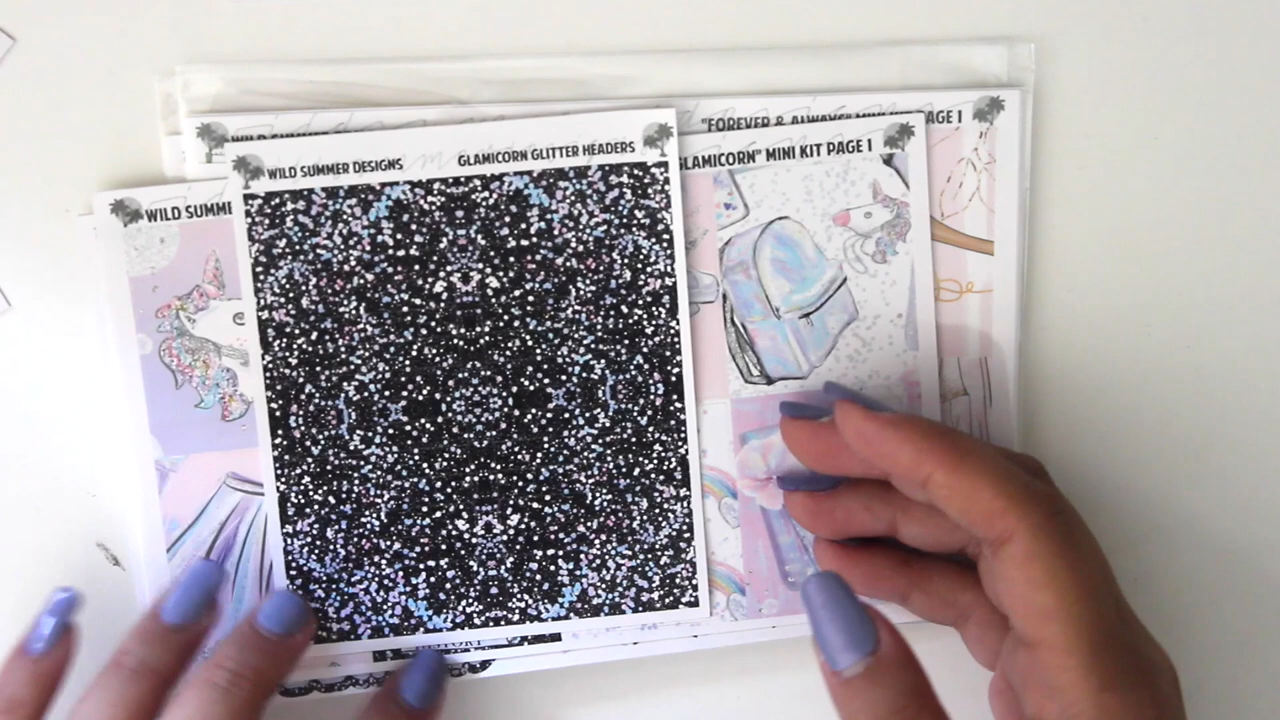 "FOREVER & ALWAYS" MINI KIT PAGE 1
WILD SUMMER DESIGNS GLAMICORN GLITTER HEADERS
GLAMICORN" MINI KIT PAGE 1
WILD SUMME